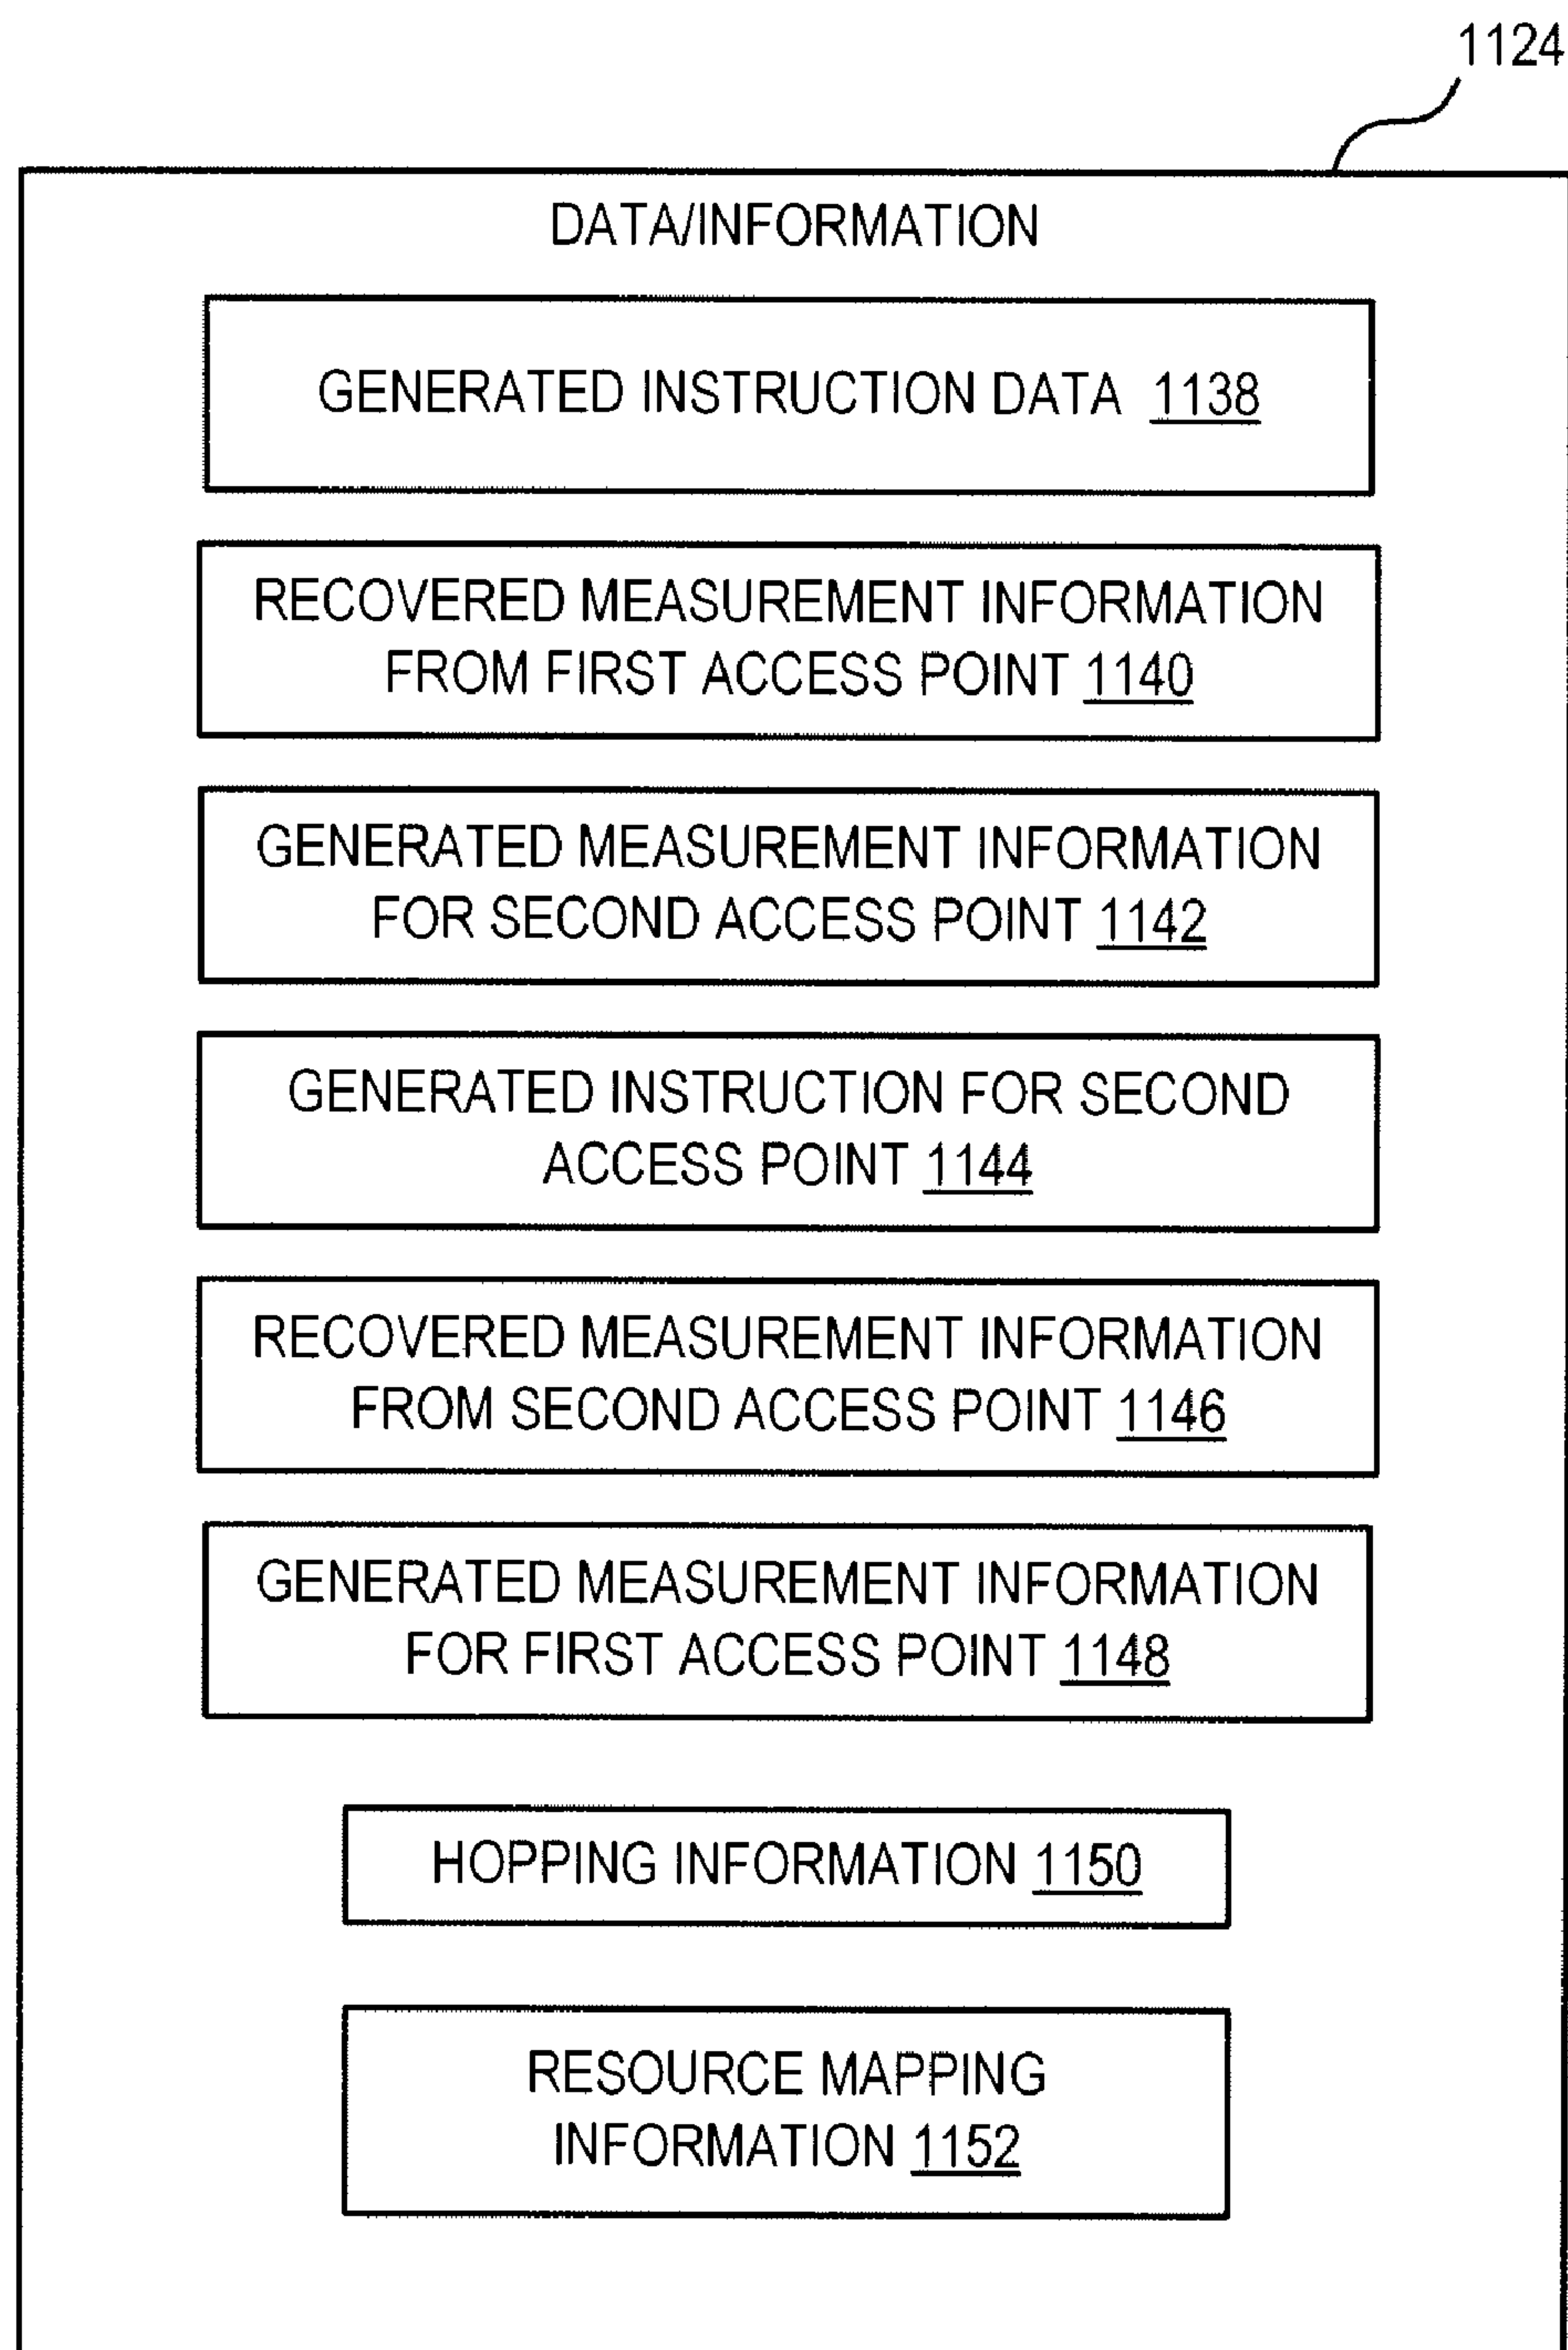 1124
DATA/INFORMATION
GENERATED INSTRUCTION DATA 1138
RECOVERED MEASUREMENT INFORMATION
FROM FIRST ACCESS POINT 1140
GENERATED MEASUREMENT INFORMATION
FOR SECOND ACCESS POINT 1142
GENERATED INSTRUCTION FOR SECOND
ACCESS POINT 1144
RECOVERED MEASUREMENT INFORMATION
FROM SECOND ACCESS POINT 1146
GENERATED MEASUREMENT INFORMATION
FOR FIRST ACCESS POINT 1148
HOPPING INFORMATION 1150
RESOURCE MAPPING
INFORMATION 1152